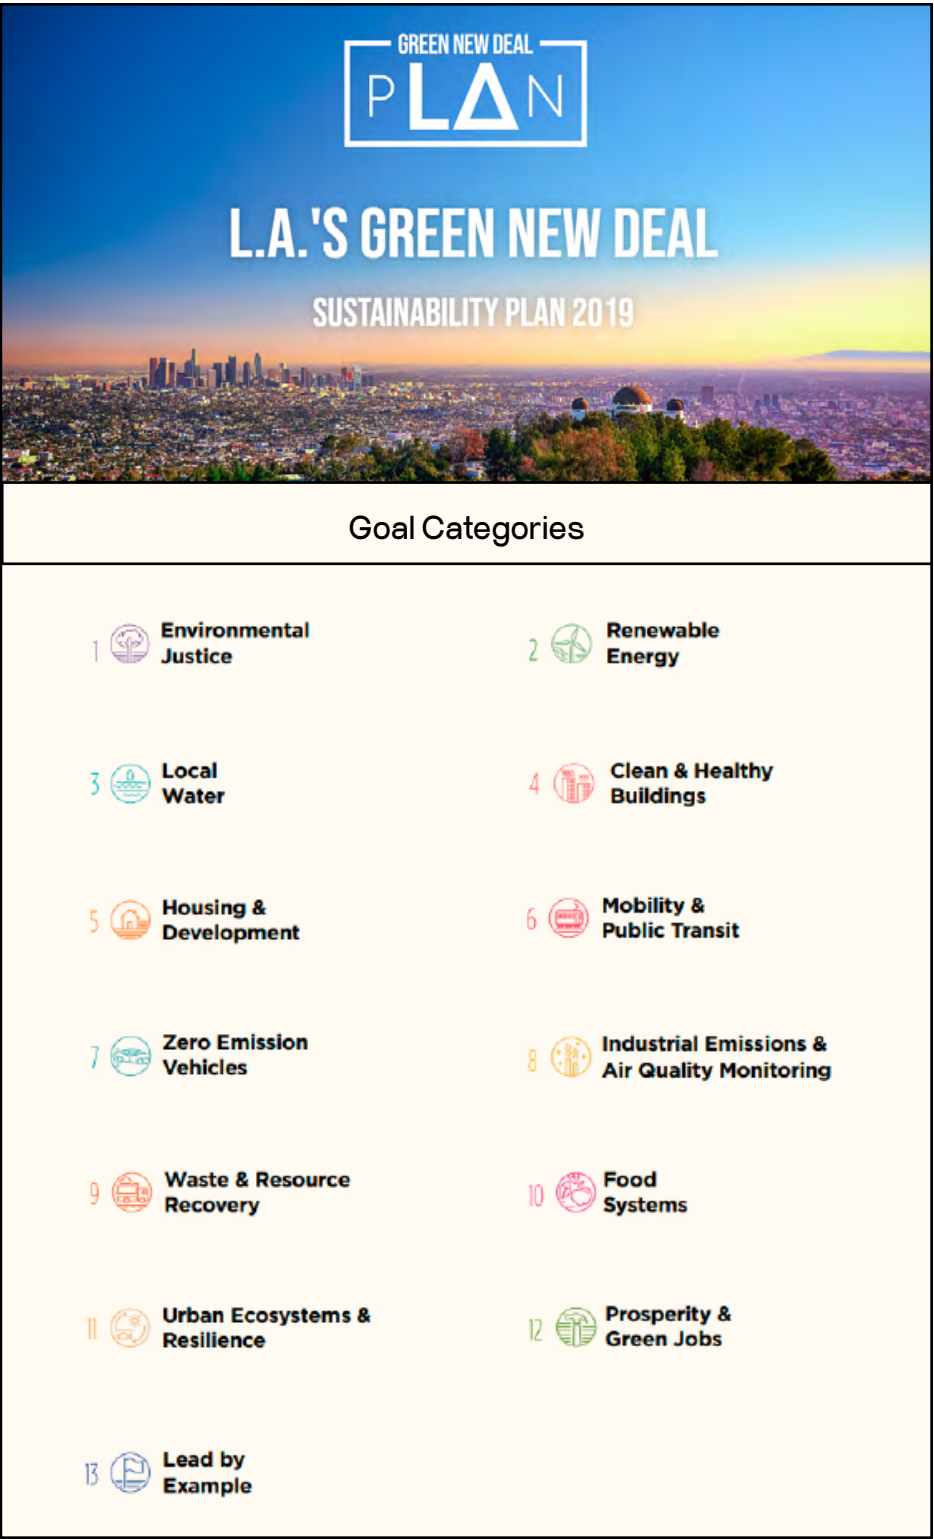 GREEN NEW DEAL
PLAN
L.A.'S GREEN NEW DEAL
SUSTAINABILITY PLAN 2019
Goal Categories
1 Environmental
Justice
2 Renewable
Energy
3 Local
Water
4 Clean & Healthy
Buildings
5 Housing &
Development
6 Mobility &
Public Transit
7 Zero Emission
Vehicles
8 Industrial Emissions &
Air Quality Monitoring
9 Waste & Resource
Recovery
10 Food
Systems
11 Urban Ecosystems &
Resilience
12 Prosperity &
Green Jobs
13 Lead by
Example